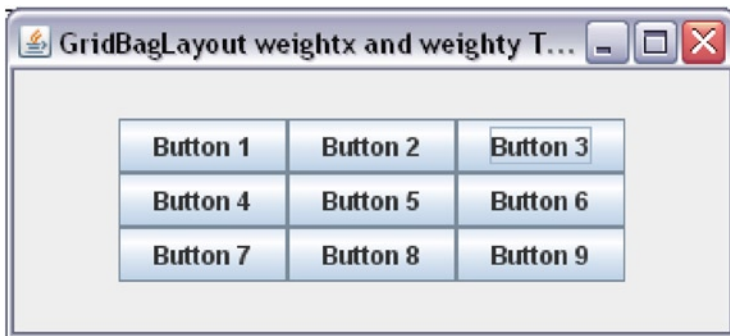 GridBagLayout weightx and weighty T...
Button 1 Button 2 Button 3
Button 4 Button 5 Button 6
Button 7 Button 8 Button 9